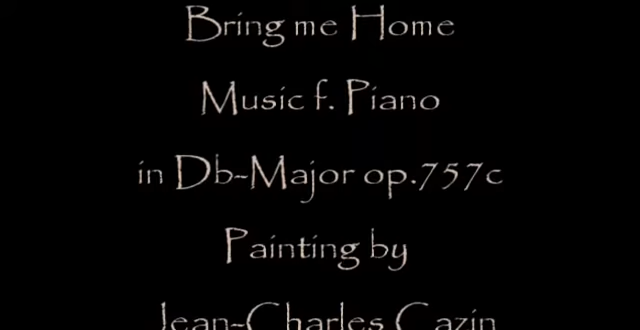 Bring me Home
Music f. Piano
in Db-Major op.757c
Painting by
Jean-Charles Cazin